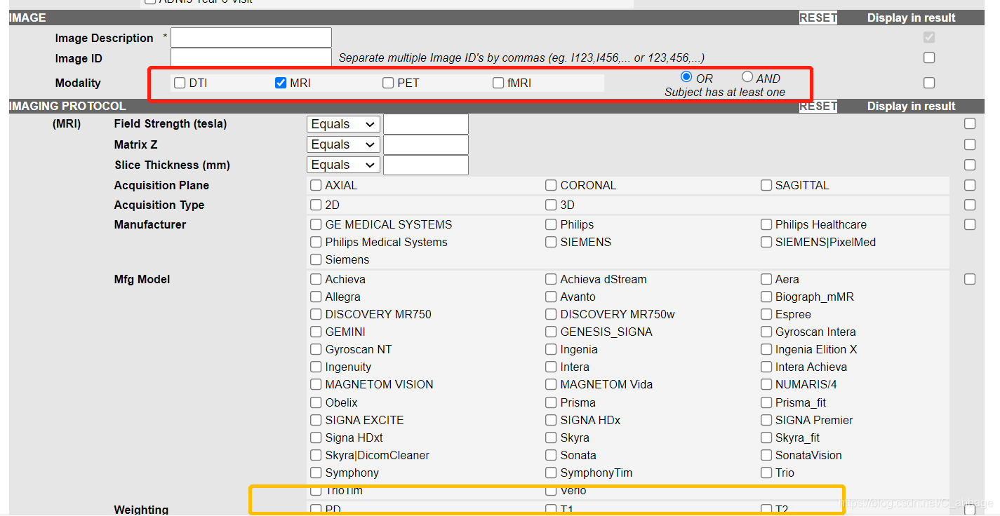 ADNI3 Year 6 Visit
IMAGE RESET Display in result
Image Description *
Image ID Separate multiple Image ID's by commas (eg. I123,I456,... or 123,456,...)
Modality DTI MRI PET fMRI OR AND
Subject has at least one
IMAGING PROTOCOL RESET Display in result
(MRI) Field Strength (tesla) Equals
Matrix Z Equals
Slice Thickness (mm) Equals
Acquisition Plane AXIAL CORONAL SAGITTAL
Acquisition Type 2D 3D
Manufacturer GE MEDICAL SYSTEMS Philips Philips Healthcare
Philips Medical Systems SIEMENS SIEMENS|PixelMed
Siemens
Mfg Model Achieva Achieva dStream Aera
Allegra Avanto Biograph_mMR
DISCOVERY MR750 DISCOVERY MR750w Espree
GEMINI GENESIS_SIGNA Gyroscan Intera
Gyroscan NT Ingenia Ingenia Elition X
Ingenuity Intera Intera Achieva
MAGNETOM VISION MAGNETOM Vida NUMARIS/4
Obelix Prisma Prisma_fit
SIGNA EXCITE SIGNA HDx SIGNA Premier
Signa HDxt Skyra Skyra_fit
Skyra|DicomCleaner Sonata SonataVision
Symphony SymphonyTim Trio
TrioTim Verio
Weighting PD T1 T2
https://blog.csdn.net/C_abbage